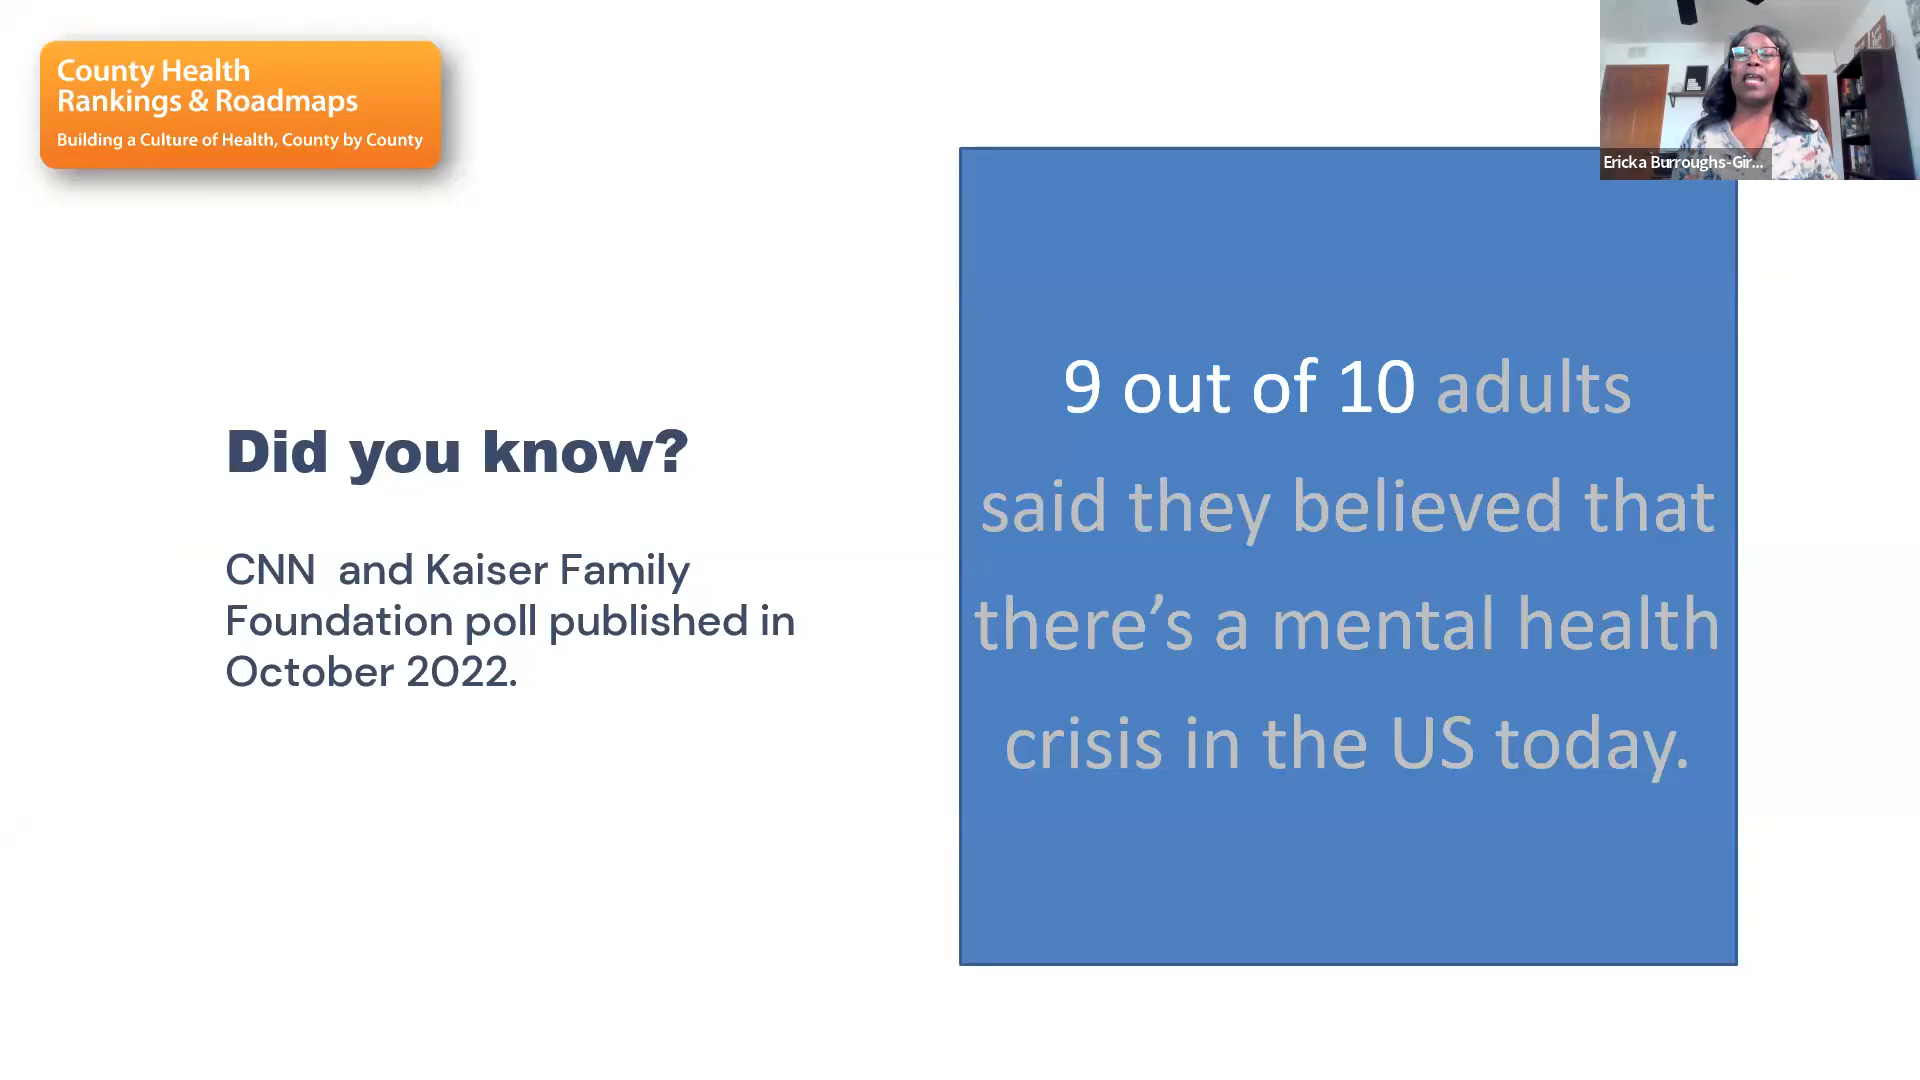 County Health
Rankings & Roadmaps
Building a Culture of Health, County by County
Ericka Burroughs-Gir...
Did you know?
CNN  and Kaiser Family
Foundation poll published in
October 2022.
9 out of 10 adults
said they believed that
there’s a mental health
crisis in the US today.